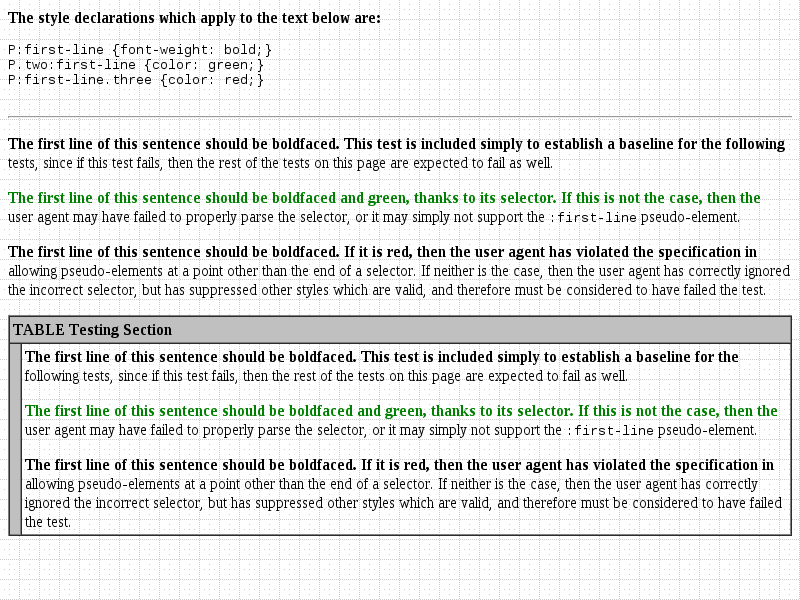 The style declarations which apply to the text below are:
P:first-line {font-weight: bold;}
P.two:first-line {color: green;}
P:first-line.three {color: red;}
The first line of this sentence should be boldfaced. This test is included simply to establish a baseline for the following
tests, since if this test fails, then the rest of the tests on this page are expected to fail as well.
The first line of this sentence should be boldfaced and green, thanks to its selector. If this is not the case, then the
user agent may have failed to properly parse the selector, or it may simply not support the :first-line pseudo-element.
The first line of this sentence should be boldfaced. If it is red, then the user agent has violated the specification in
allowing pseudo-elements at a point other than the end of a selector. If neither is the case, then the user agent has correctly ignored
the incorrect selector, but has suppressed other styles which are valid, and therefore must be considered to have failed the test.
TABLE Testing Section
The first line of this sentence should be boldfaced. This test is included simply to establish a baseline for the
following tests, since if this test fails, then the rest of the tests on this page are expected to fail as well.
The first line of this sentence should be boldfaced and green, thanks to its selector. If this is not the case, then the
user agent may have failed to properly parse the selector, or it may simply not support the :first-line pseudo-element.
The first line of this sentence should be boldfaced. If it is red, then the user agent has violated the specification in
allowing pseudo-elements at a point other than the end of a selector. If neither is the case, then the user agent has correctly
ignored the incorrect selector, but has suppressed other styles which are valid, and therefore must be considered to have failed
the test.